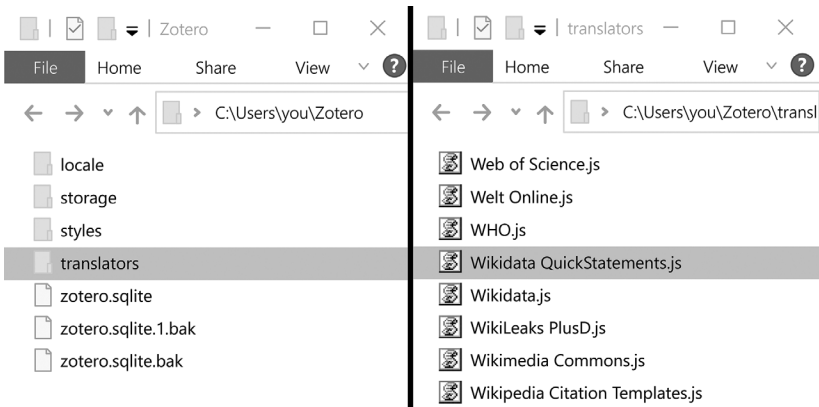 Zotero
File Home Share View ?
C:\Users\you\Zotero
locale
storage
styles
translators
zotero.sqlite
zotero.sqlite.1.bak
zotero.sqlite.bak
translators
File Home Share View ?
C:\Users\you\Zotero\transl
Web of Science.js
Welt Online.js
WHO.js
Wikidata QuickStatements.js
Wikidata.js
WikiLeaks PlusD.js
Wikimedia Commons.js
Wikipedia Citation Templates.js